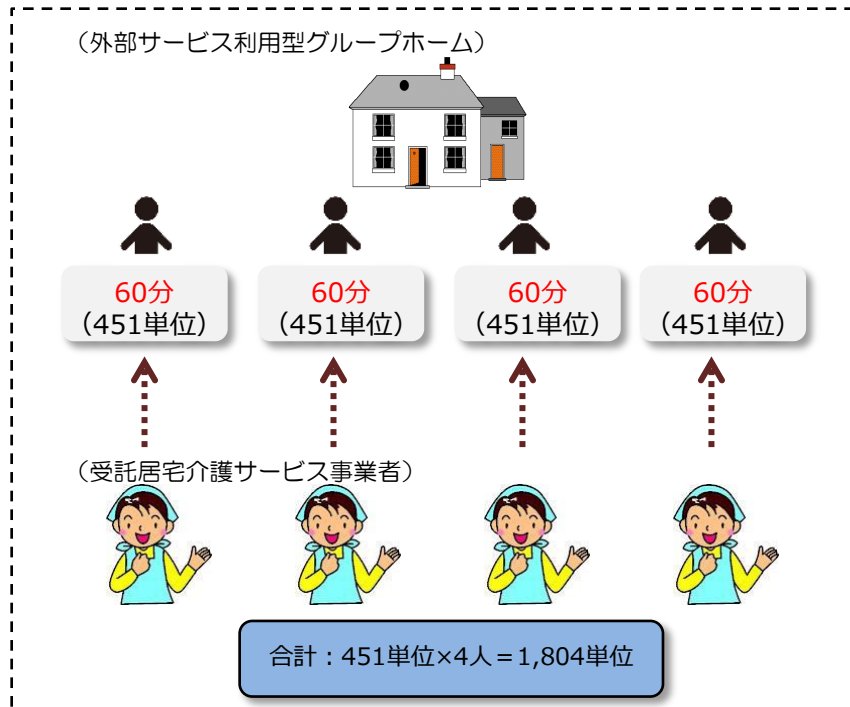 （外部サービス利用型グループホーム）
60分
（451単位）
60分
（451単位）
60分
（451単位）
60分
（451単位）
（受託居宅介護サービス事業者）
合計：451単位×4人＝1,804単位